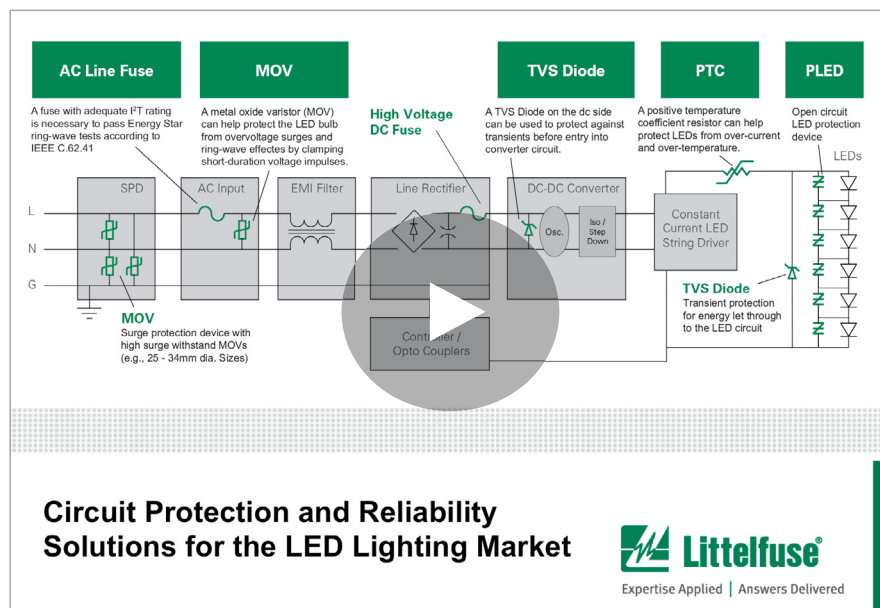 AC Line Fuse
MOV
TVS Diode
PTC
PLED
A fuse with adequate I²T rating
is necessary to pass Energy Star
ring-wave tests according to
IEEE C.62.41
A metal oxide varistor (MOV)
can help protect the LED bulb
from overvoltage surges and
ring-wave effectes by clamping
short-duration voltage impulses.
High Voltage
DC Fuse
A TVS Diode on the dc side
can be used to protect against
transients before entry into
converter circuit.
A positive temperature
coefficient resistor can help
protect LEDs from over-current
and over-temperature.
Open circuit
LED protection
device
LEDs
SPD
AC Input
EMI Filter
Line Rectifier
DC-DC Converter
L
N
G
Osc.
Iso /
Step
Down
Constant
Current LED
String Driver
MOV
Surge protection device with
high surge withstand MOVs
(e.g., 25 - 34mm dia. Sizes)
Controller /
Opto Couplers
TVS Diode
Transient protection
for energy let through
to the LED circuit
Circuit Protection and Reliability
Solutions for the LED Lighting Market
Littelfuse®
Expertise Applied | Answers Delivered